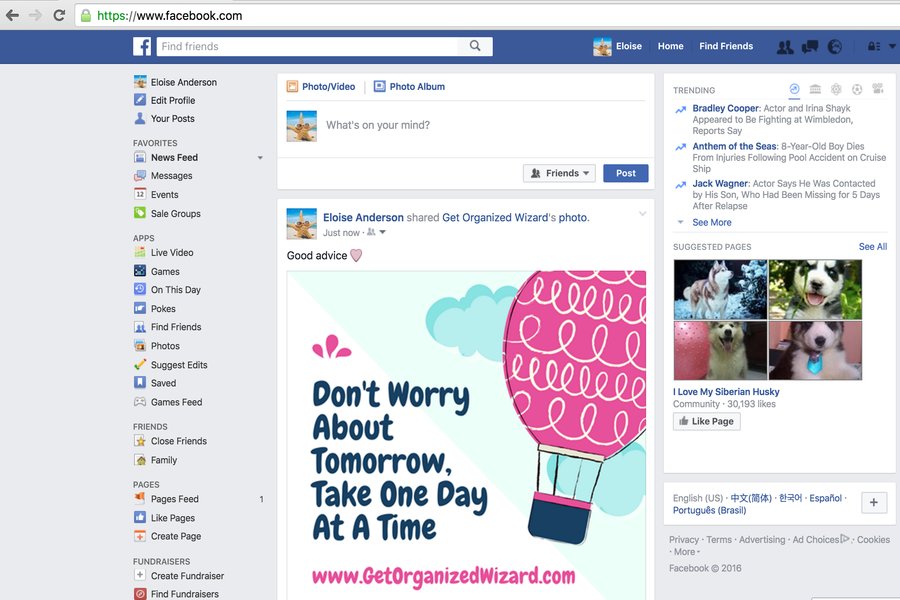 https://www.facebook.com
Find friends
Eloise
Home
Find Friends
Eloise Anderson
Edit Profile
Your Posts
FAVORITES
News Feed
Messages
12
Events
Sale Groups
APPS
Live Video
Games
On This Day
Pokes
Find Friends
Photos
Suggest Edits
Saved
Games Feed
FRIENDS
Close Friends
Family
PAGES
Pages Feed 1
Like Pages
Create Page
FUNDRAISERS
Create Fundraiser
Find Fundraisers
Photo/Video
Photo Album
What's on your mind?
Friends
Post
Eloise Anderson shared Get Organized Wizard's photo.
Just now ·
Good advice
Don't Worry
About
Tomorrow,
Take One Day
At A Time
www.GetOrganizedWizard.com
TRENDING
Bradley Cooper: Actor and Irina Shayk
Appeared to Be Fighting at Wimbledon,
Reports Say
Anthem of the Seas: 8-Year-Old Boy Dies
From Injuries Following Pool Accident on Cruise
Ship
Jack Wagner: Actor Says He Was Contacted
by His Son, Who Had Been Missing for 5 Days
After Relapse
See More
SUGGESTED PAGES
See All
I Love My Siberian Husky
Community · 30,193 likes
Like Page
English (US) · 中文(简体) · 한국어 · Español ·
Português (Brasil)
+
Privacy · Terms · Advertising · Ad Choices · Cookies
· More
Facebook © 2016